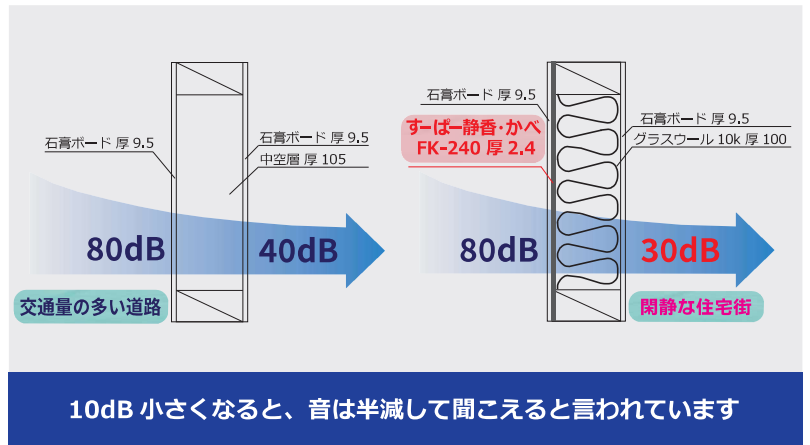 石膏ボード 厚 9.5
石膏ボード 厚 9.5
中空層 厚 105
80dB
40dB
交通量の多い道路
石膏ボード 厚 9.5
すーぱー静香・かべ
FK-240 厚 2.4
石膏ボード 厚 9.5
グラスウール 10k 厚 100
80dB
30dB
閑静な住宅街
10dB 小さくなると、音は半減して聞こえると言われています